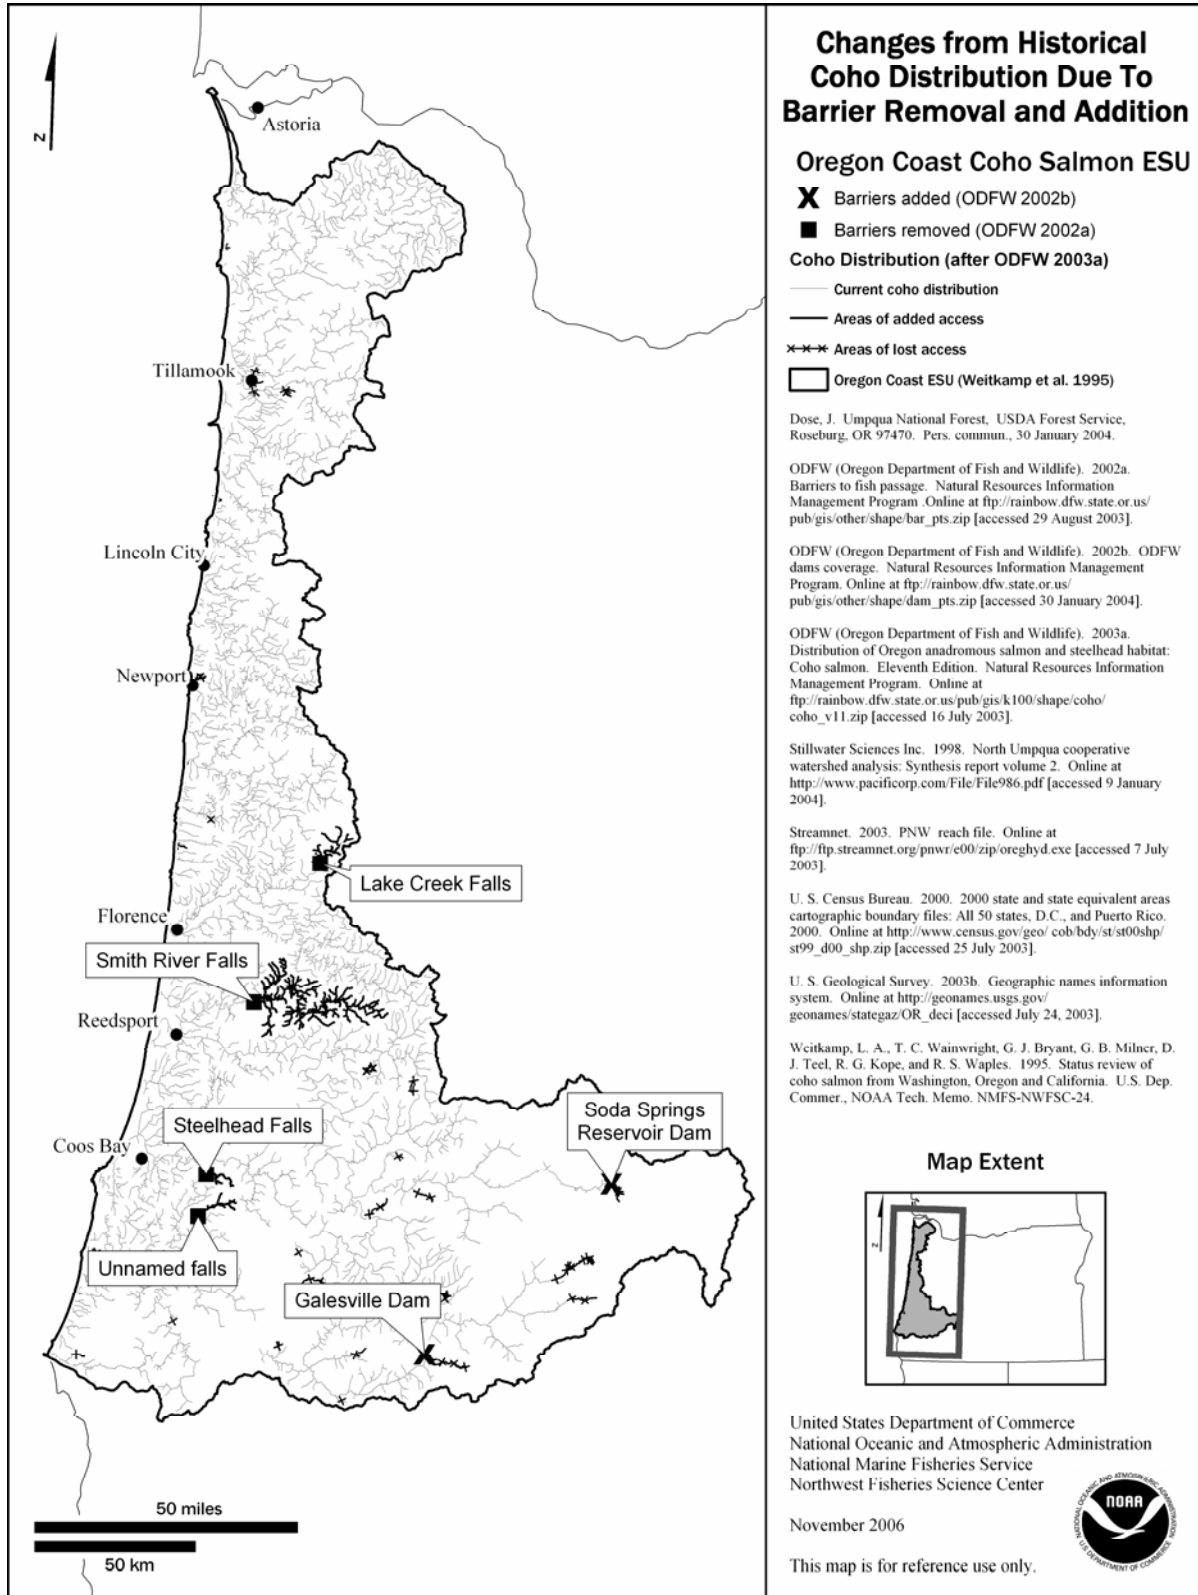 Changes from Historical
Coho Distribution Due To
Barrier Removal and Addition
Oregon Coast Coho Salmon ESU
Barriers added (ODFW 2002b)
Barriers removed (ODFW 2002a)
Coho Distribution (after ODFW 2003a)
Current coho distribution
Areas of added access
Areas of lost access
Oregon Coast ESU (Weitkamp et al. 1995)
Dose, J. Umpqua National Forest, USDA Forest Service,
Roseburg, OR 97470. Pers. commun., 30 January 2004.
ODFW (Oregon Department of Fish and Wildlife). 2002a.
Barriers to fish passage. Natural Resources Information
Management Program .Online at ftp://rainbow.dfw.state.or.us/
pub/gis/other/shape/bar_pts.zip [accessed 29 August 2003].
ODFW (Oregon Department of Fish and Wildlife). 2002b. ODFW
dams coverage. Natural Resources Information Management
Program. Online at ftp://rainbow.dfw.state.or.us/
pub/gis/other/shape/dam_pts.zip [accessed 30 January 2004].
ODFW (Oregon Department of Fish and Wildlife). 2003a.
Distribution of Oregon anadromous salmon and steelhead habitat:
Coho salmon. Eleventh Edition. Natural Resources Information
Management Program. Online at
ftp://rainbow.dfw.state.or.us/pub/gis/k100/shape/coho/
coho_v11.zip [accessed 16 July 2003].
Stillwater Sciences Inc. 1998. North Umpqua cooperative
watershed analysis: Synthesis report volume 2. Online at
http://www.pacificorp.com/File/File986.pdf [accessed 9 January
2004].
Streamnet. 2003. PNW reach file. Online at
ftp://ftp.streamnet.org/pnwr/e00/zip/oreghyd.exe [accessed 7 July
2003].
U. S. Census Bureau. 2000. 2000 state and state equivalent areas
cartographic boundary files: All 50 states, D.C., and Puerto Rico.
2000. Online at http://www.census.gov/geo/ cob/bdy/st/st00shp/
st99_d00_shp.zip [accessed 25 July 2003].
U. S. Geological Survey. 2003b. Geographic names information
system. Online at http://geonames.usgs.gov/
geonames/stategaz/OR_deci [accessed July 24, 2003].
Weitkamp, L. A., T. C. Wainwright, G. J. Bryant, G. B. Milner, D.
J. Teel, R. G. Kope, and R. S. Waples. 1995. Status review of
coho salmon from Washington, Oregon and California. U.S. Dep.
Commer., NOAA Tech. Memo. NMFS-NWFSC-24.
Map Extent
N
United States Department of Commerce
National Oceanic and Atmospheric Administration
National Marine Fisheries Service
Northwest Fisheries Science Center
November 2006
This map is for reference use only.
NATIONAL OCEANIC AND ATMOSPHERIC ADMINISTRATION
NOAA
U.S. DEPARTMENT OF COMMERCE
N
Astoria
Tillamook
Lincoln City
Newport
Lake Creek Falls
Florence
Smith River Falls
Reedsport
Steelhead Falls
Soda Springs
Reservoir Dam
Coos Bay
Unnamed falls
Galesville Dam
50 miles
50 km